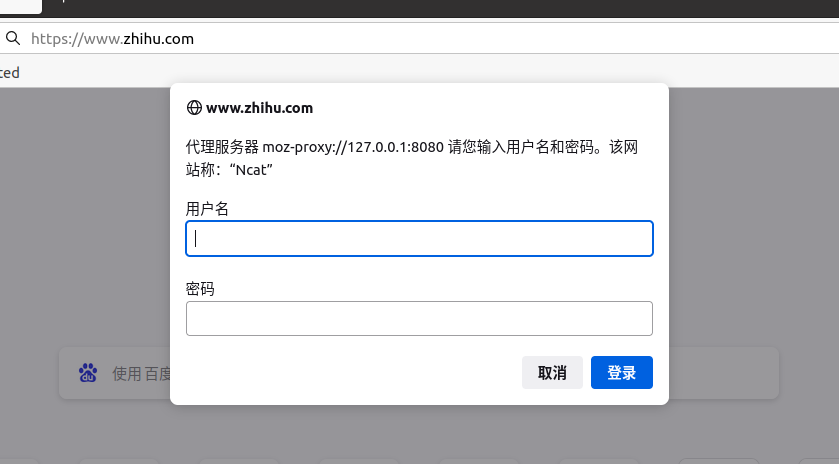 https://www.zhihu.com
ted
www.zhihu.com
代理服务器 moz-proxy://127.0.0.1:8080 请您输入用户名和密码。该网
站称：“Ncat”
用户名
密码
du
使用百度
取消
登录